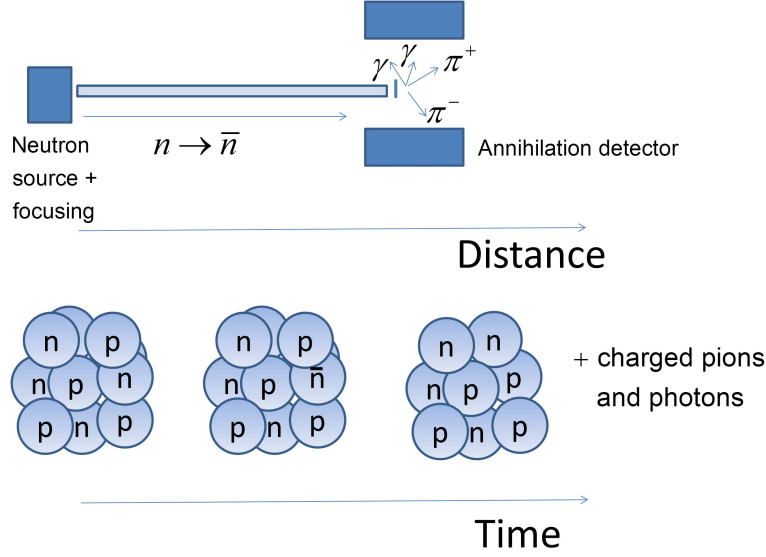 γ γ π⁺
π⁻
Neutron
source +
focusing
n → n̅
Annihilation detector
Distance
n p
n p n
p n p
n p
n p n̅
p n p
n n
n p p
p n p
+ charged pions
and photons
Time